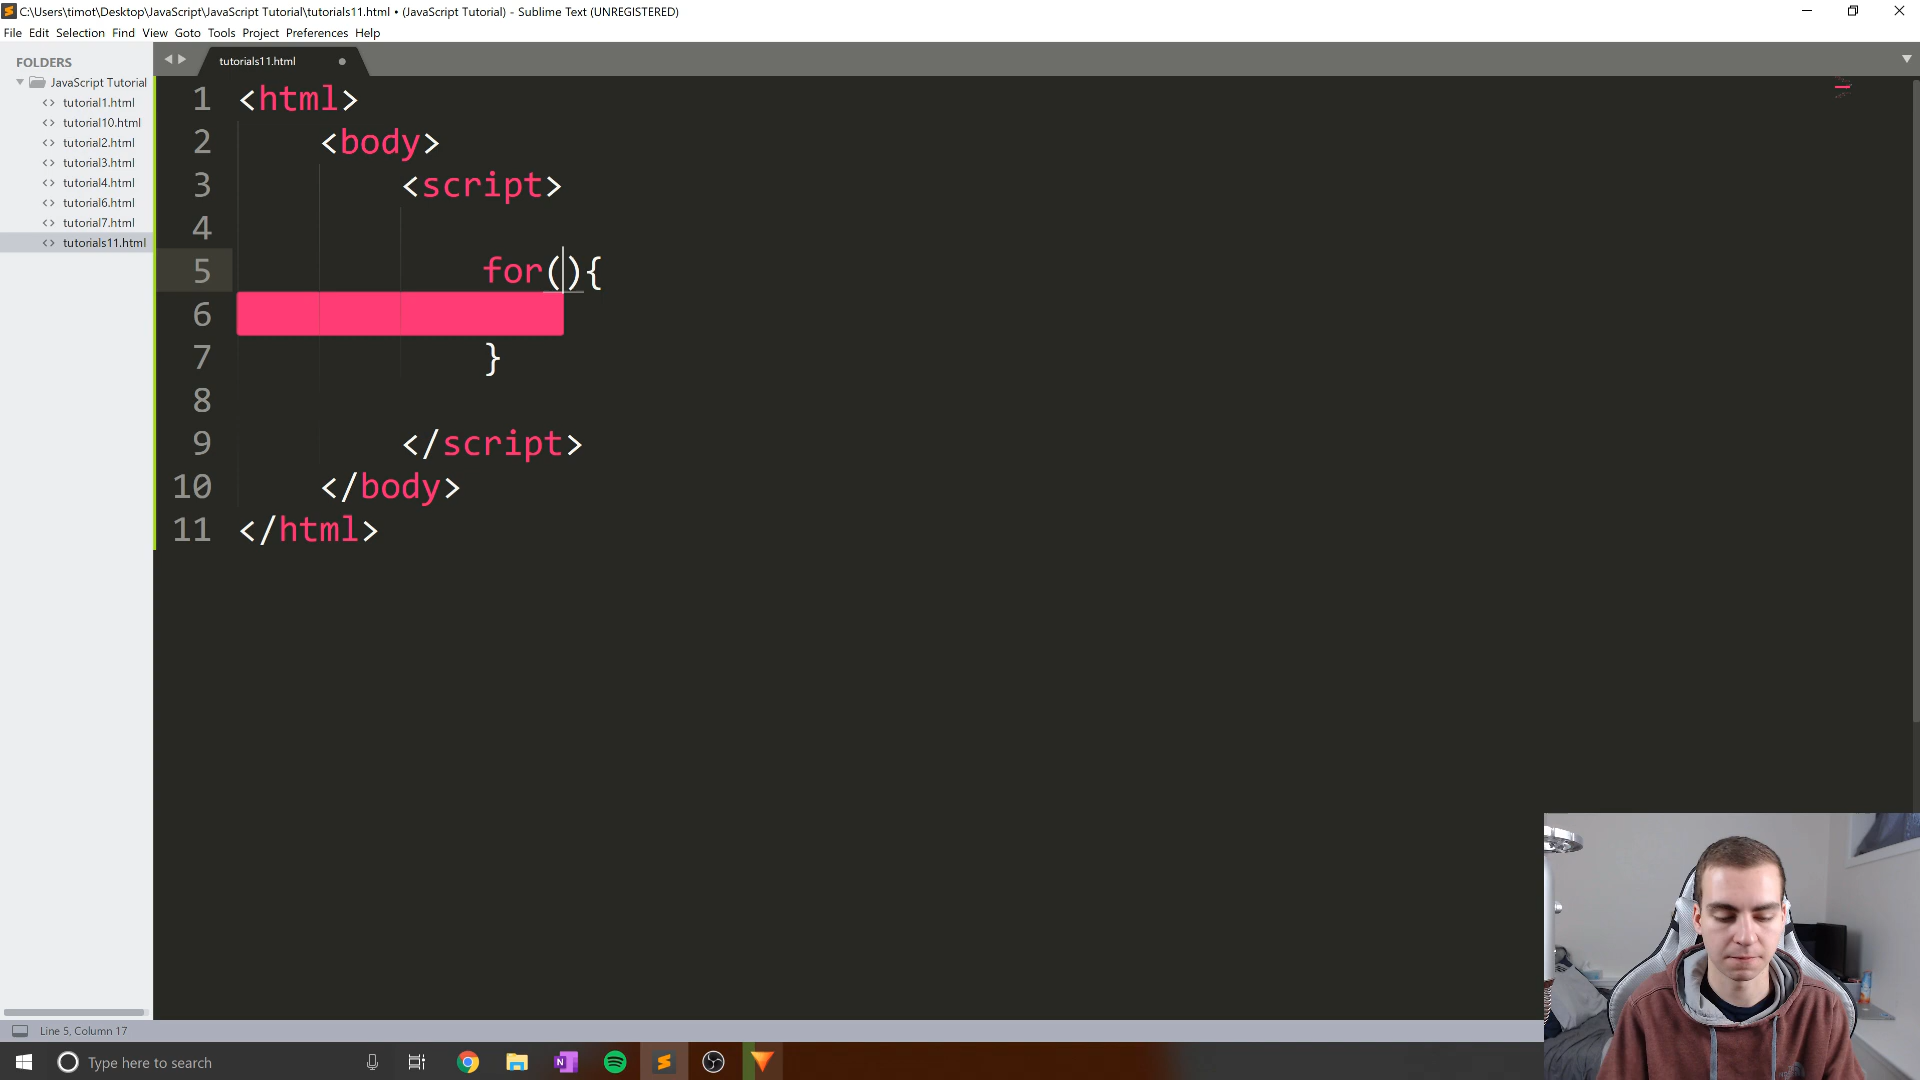 C:\Users\timot\Desktop\JavaScript\JavaScript Tutorial\tutorials11.html • (JavaScript Tutorial) - Sublime Text (UNREGISTERED)
File Edit Selection Find View Goto Tools Project Preferences Help
FOLDERS
JavaScript Tutorial
tutorial1.html
tutorial10.html
tutorial2.html
tutorial3.html
tutorial4.html
tutorial6.html
tutorial7.html
tutorials11.html
tutorials11.html
1 <html>
2 <body>
3 <script>
4
5 for(){
6
7 }
8
9 </script>
10 </body>
11 </html>
Line 5, Column 17
Type here to search